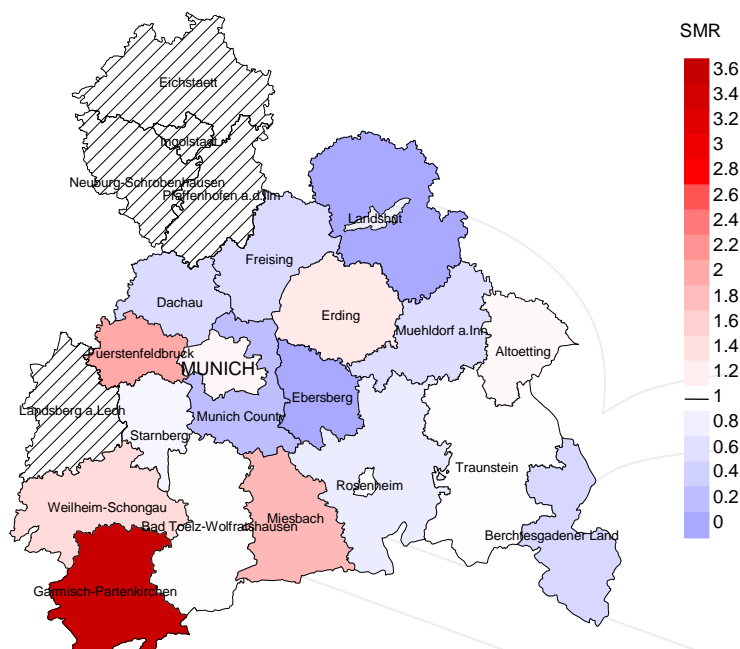 SMR
3.6
3.4
3.2
3
2.8
2.6
2.4
2.2
2
1.8
1.6
1.4
1.2
1
0.8
0.6
0.4
0.2
0
Eichstaett
Ingolstadt
Neuburg-Schrobenhausen
Pfaffenhofen a.d.Ilm
Landshut
Freising
Dachau
Erding
Muehldorf a.Inn
Altoetting
Fuerstenfeldbruck
MUNICH
Ebersberg
Landsberg a.Lech
Munich County
Starnberg
Traunstein
Rosenheim
Weilheim-Schongau
Bad Toelz-Wolfratshausen
Miesbach
Berchtesgadener Land
Garmisch-Partenkirchen